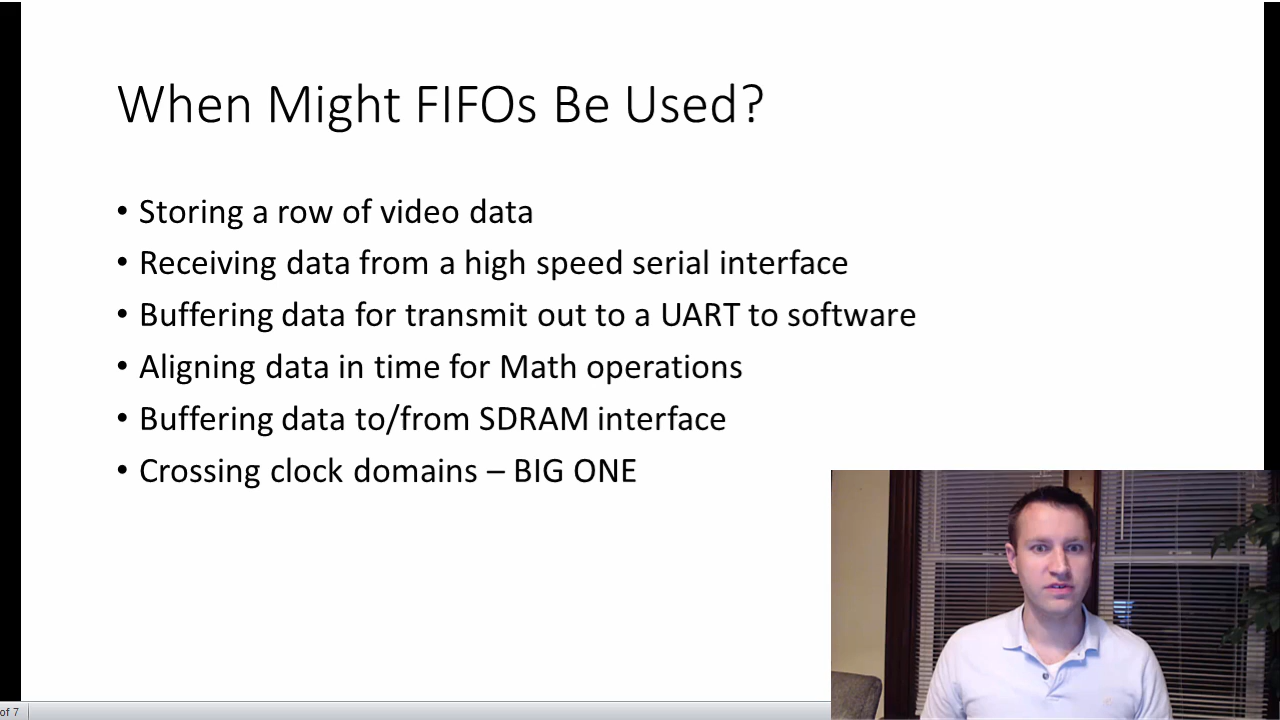 When Might FIFOs Be Used?
• Storing a row of video data
• Receiving data from a high speed serial interface
• Buffering data for transmit out to a UART to software
• Aligning data in time for Math operations
• Buffering data to/from SDRAM interface
• Crossing clock domains – BIG ONE
of 7